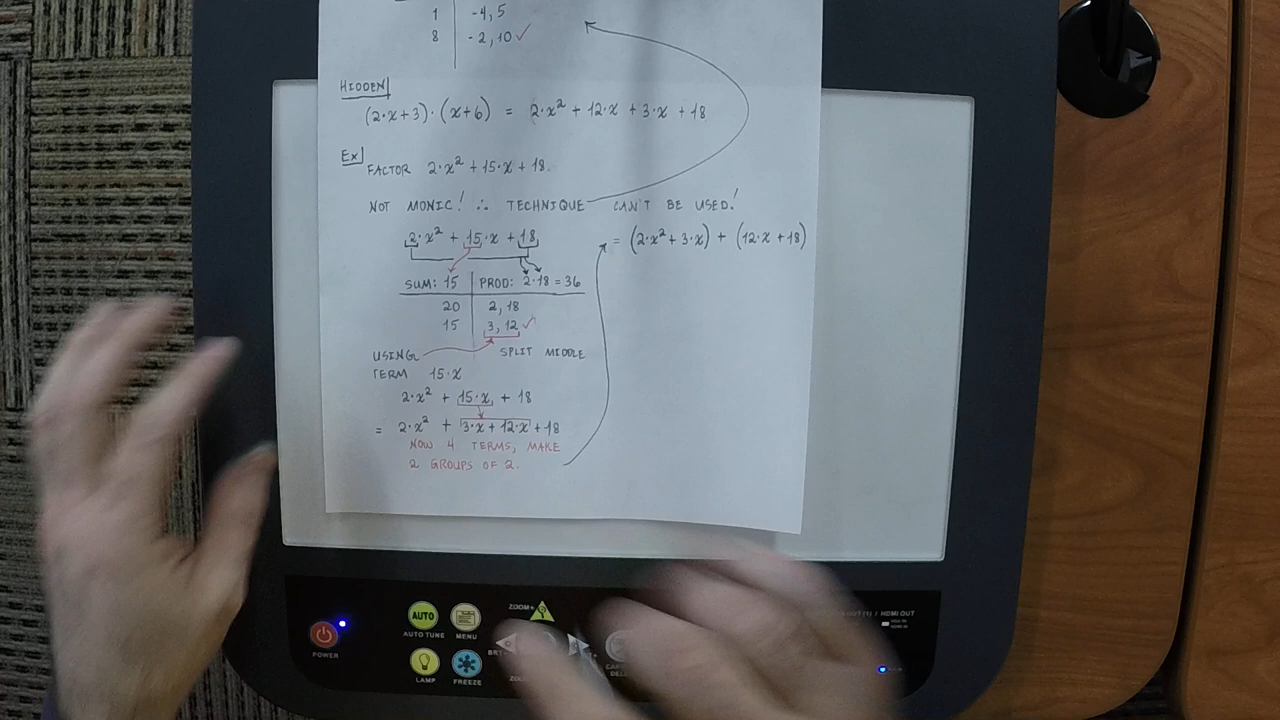 1 -4, 5
8 -2, 10 ✓
HIDDEN
(2·x+3)·(x+6) = 2·x² + 12·x + 3·x + 18
Ex
FACTOR 2·x² + 15·x + 18.
NOT MONIC! ∴ TECHNIQUE CAN'T BE USED!
2·x² + 15·x + 18
= (2·x² + 3·x) + (12·x + 18)
SUM: 15 PROD: 2·18 = 36
20 2, 18
15 3, 12 ✓
USING SPLIT MIDDLE
TERM 15·x
2·x² + 15·x + 18
= 2·x² + 3·x + 12·x + 18
NOW 4 TERMS, MAKE
2 GROUPS OF 2.
POWER
AUTO
AUTO TUNE
MENU
LAMP
FREEZE
ZOOM+
/ HDMI OUT